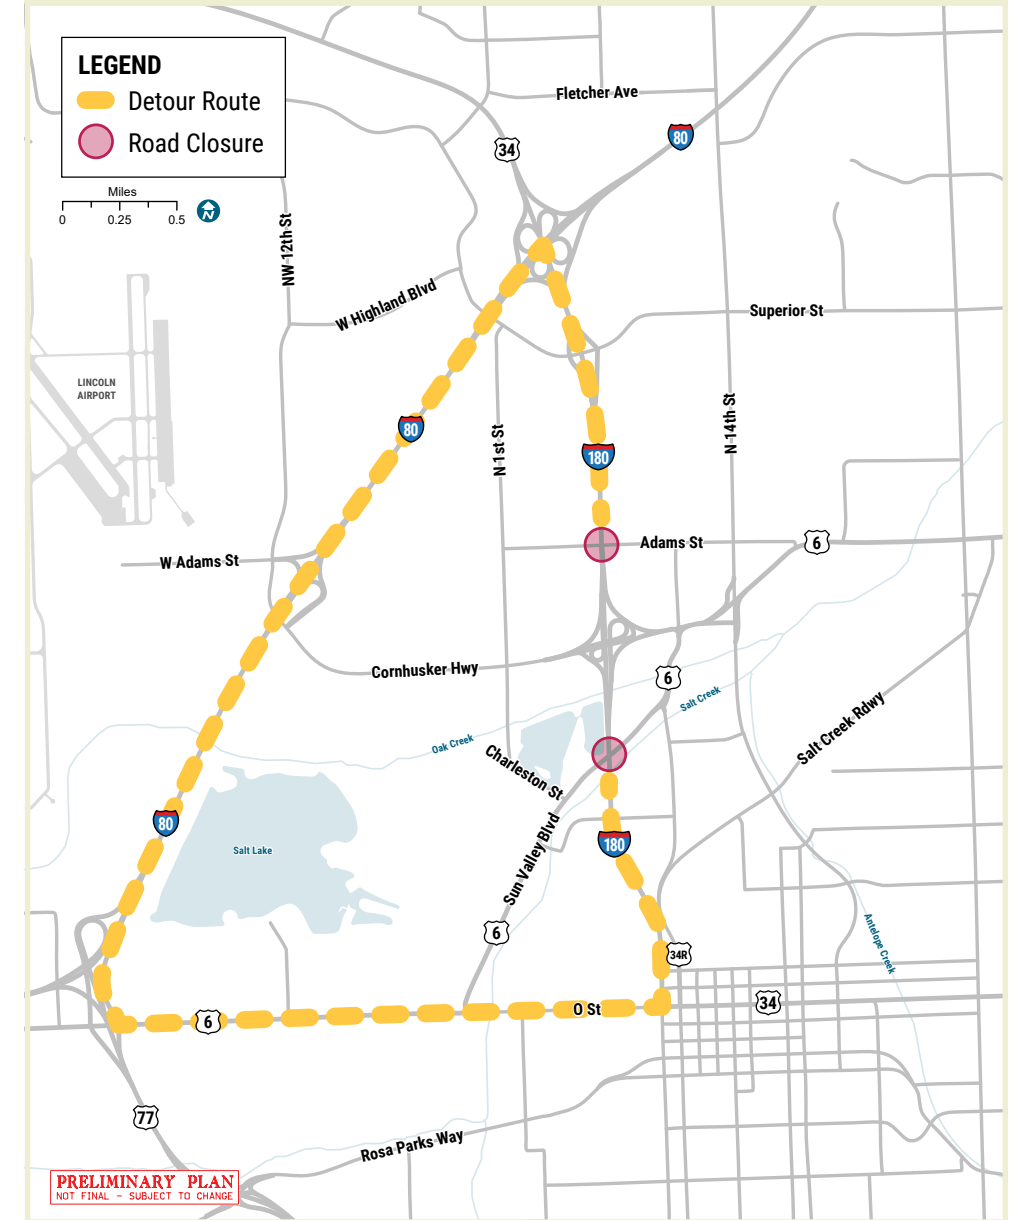 LEGEND
Detour Route
Road Closure
Miles
0 0.25 0.5
N
Fletcher Ave
34
80
NW 12th St
W Highland Blvd
Superior St
LINCOLN
AIRPORT
80
N 1st St
N 14th St
180
W Adams St
Adams St
6
Cornhusker Hwy
6
Salt Creek
Salt Creek Rdwy
Oak Creek
Charleston St
80
Salt Lake
180
Sun Valley Blvd
6
34R
Antelope Creek
6
O St
34
77
Rosa Parks Way
PRELIMINARY PLAN
NOT FINAL - SUBJECT TO CHANGE